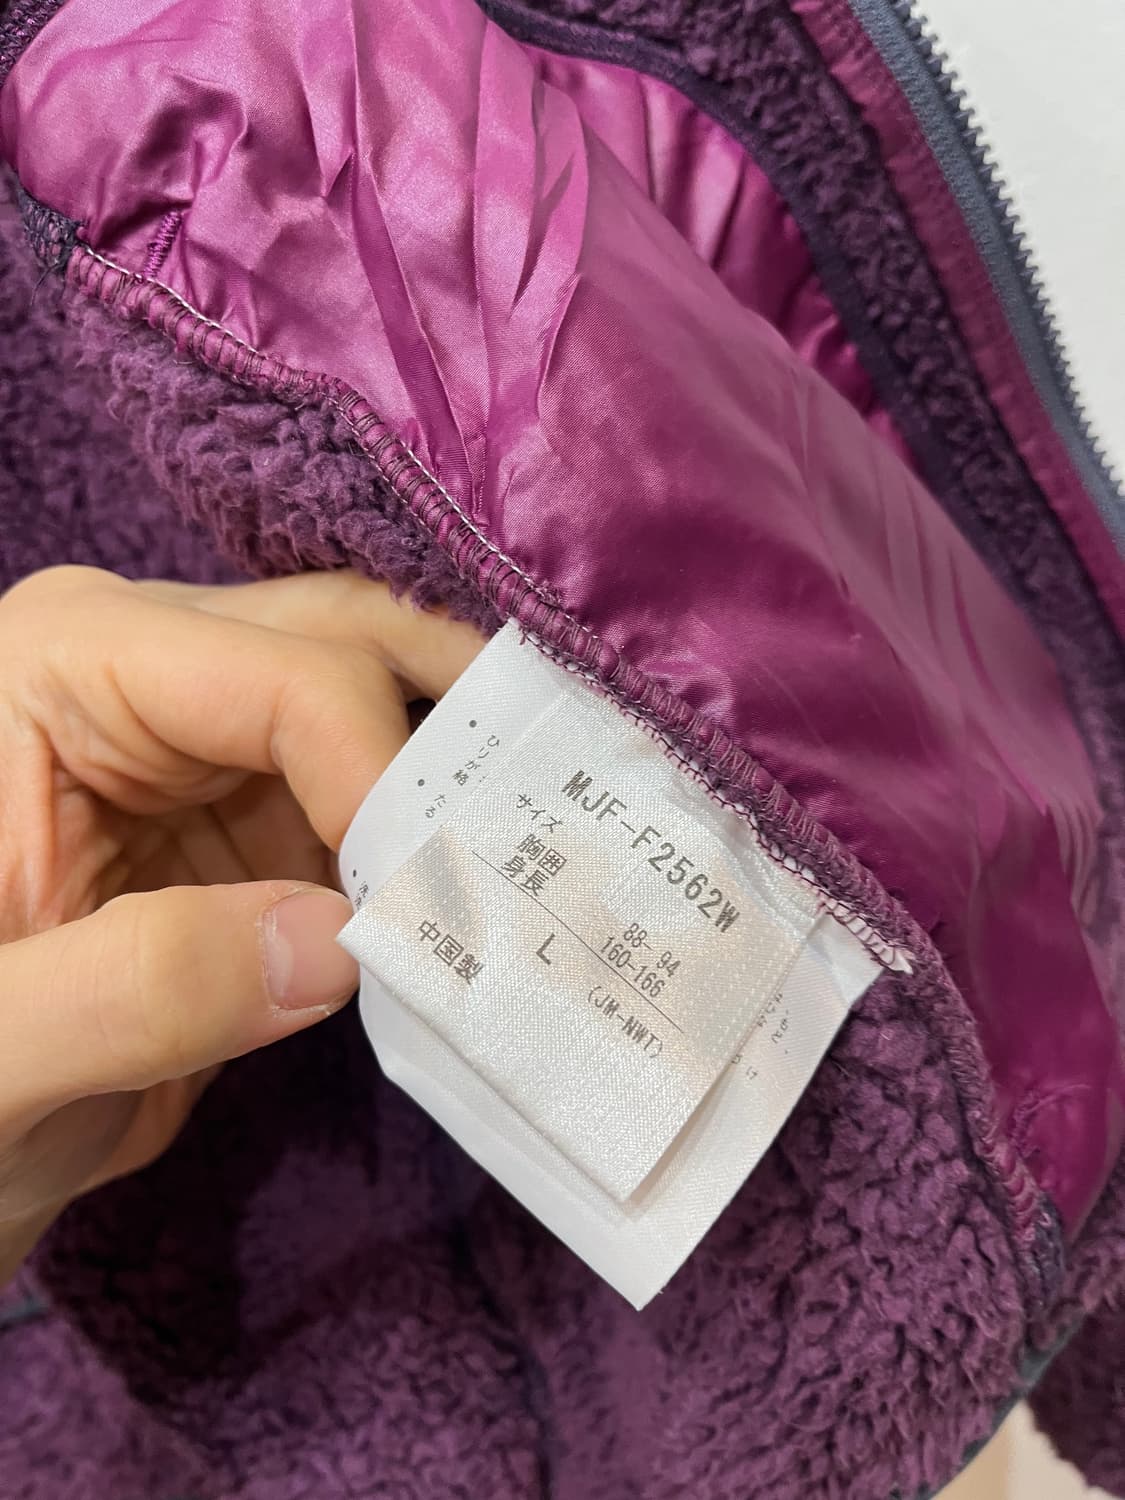 MJF-F2562W
サイズ
胸囲 88- 94
身長 160-166
L (JM-NWT)
中国製